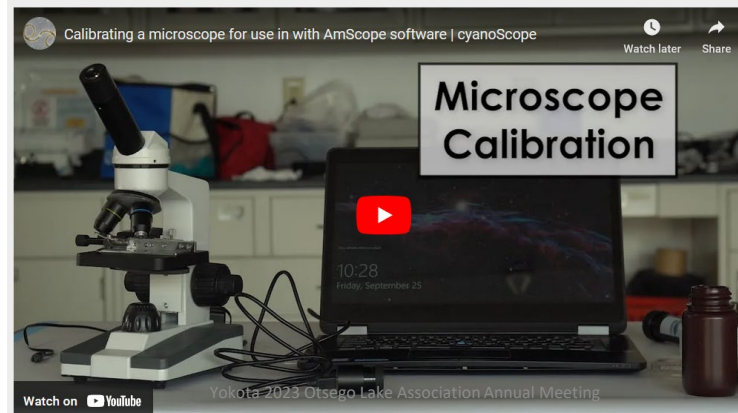 Calibrating a microscope for use in with AmScope software | cyanoScope
Watch later
Share
Microscope
Calibration
10:28
Friday, September 25
Yokota 2023 Otsego Lake Association Annual Meeting
Watch on YouTube